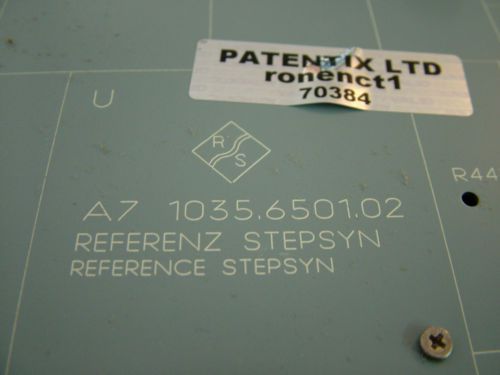 PATENTIX LTD
ronenct1
70384
U
R
S
A7 1035.6501.02
REFERENZ STEPSYN
REFERENCE STEPSYN
R44